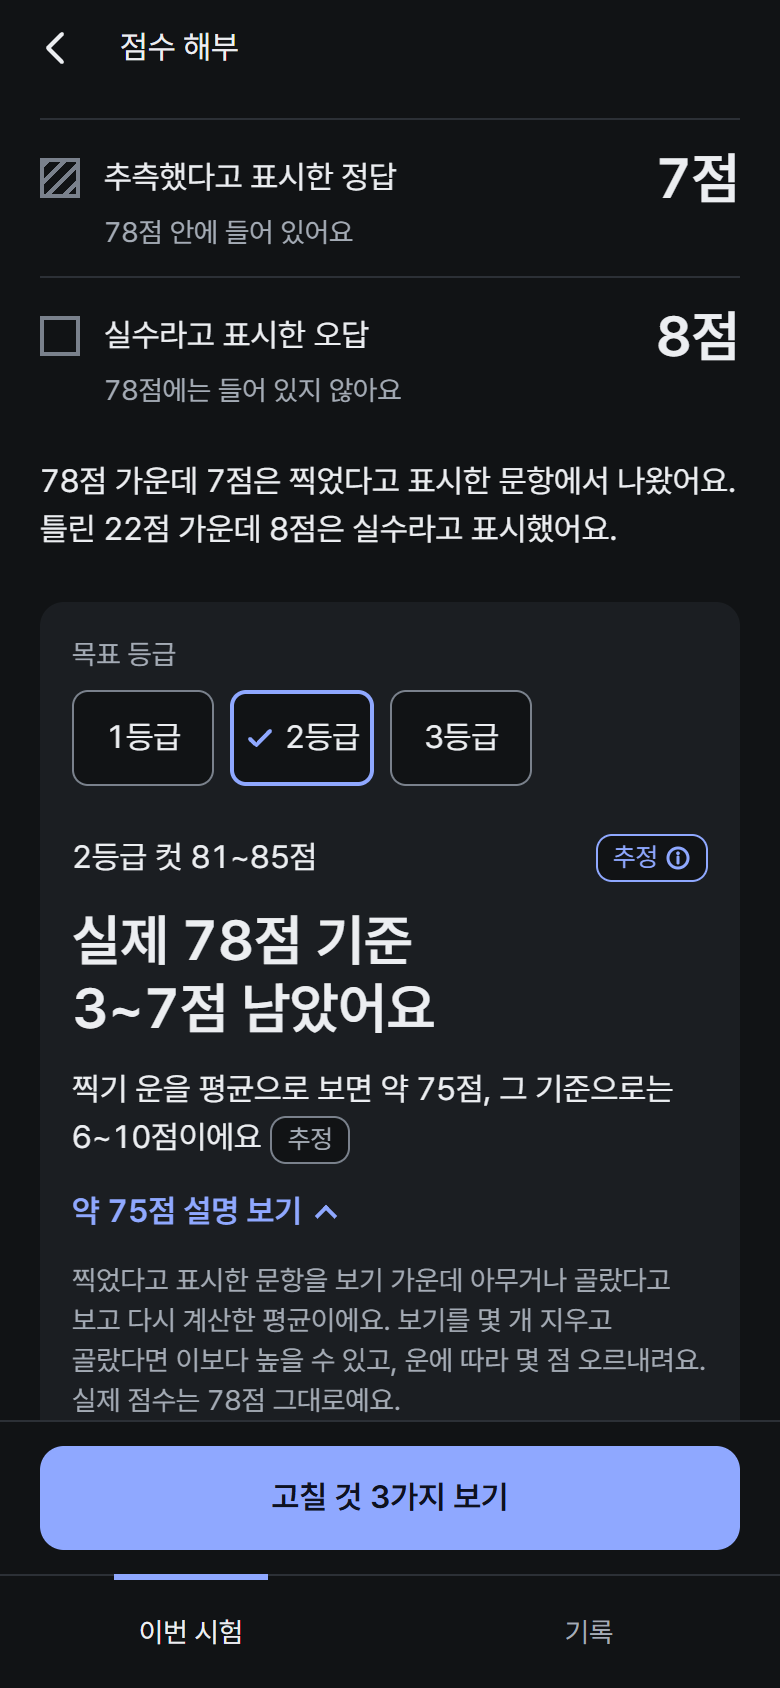 점수 해부
추측했다고 표시한 정답
7점
78점 안에 들어 있어요
실수라고 표시한 오답
8점
78점에는 들어 있지 않아요
78점 가운데 7점은 찍었다고 표시한 문항에서 나왔어요.
틀린 22점 가운데 8점은 실수라고 표시했어요.
목표 등급
1등급
2등급
3등급
2등급 컷 81~85점
추정
실제 78점 기준
3~7점 남았어요
찍기 운을 평균으로 보면 약 75점, 그 기준으로는
6~10점이에요 추정
약 75점 설명 보기
찍었다고 표시한 문항을 보기 가운데 아무거나 골랐다고
보고 다시 계산한 평균이에요. 보기를 몇 개 지우고
골랐다면 이보다 높을 수 있고, 운에 따라 몇 점 오르내려요.
실제 점수는 78점 그대로예요.
고칠 것 3가지 보기
이번 시험
기록